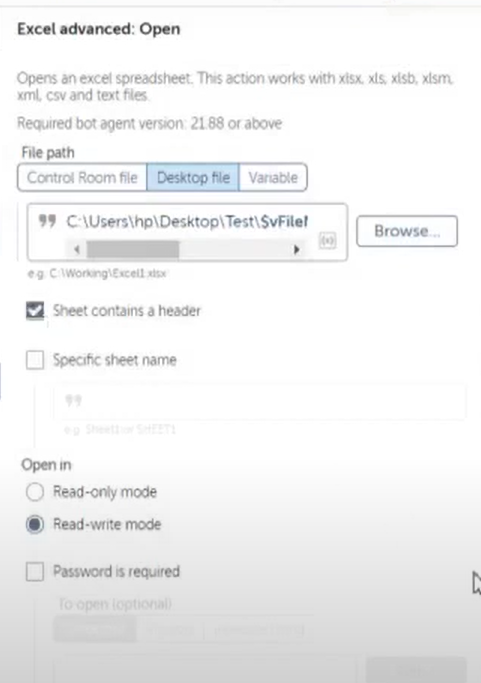 Excel advanced: Open
Opens an excel spreadsheet. This action works with xlsx, xls, xlsb, xlsm,
xml, csv and text files.
Required bot agent version: 21.88 or above
File path
Control Room file Desktop file Variable
C:\Users\hp\Desktop\Test\$vFile
Browse...
e.g. C:\Working\Excel1.xlsx
Sheet contains a header
Specific sheet name
e.g. Sheet1 or SHEET1
Open in
Read-only mode
Read-write mode
Password is required
To open (optional)